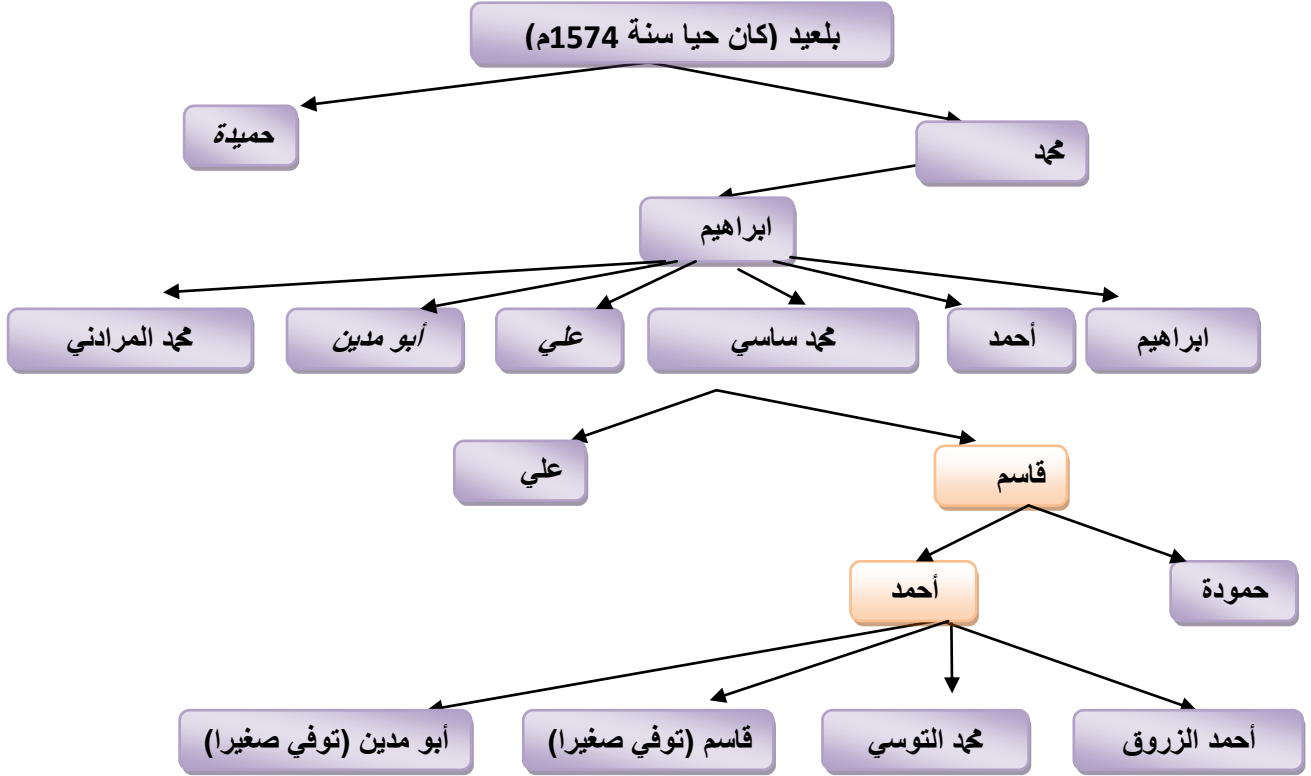 بلعيد (كان حيا سنة 1574م)
حميدة
محمد
ابراهيم
ابراهيم
أحمد
محمد ساسي
علي
أبو مدين
محمد المرادني
قاسم
علي
حمودة
أحمد
أحمد الزروق
محمد التوسي
قاسم (توفي صغيرا)
أبو مدين (توفي صغيرا)